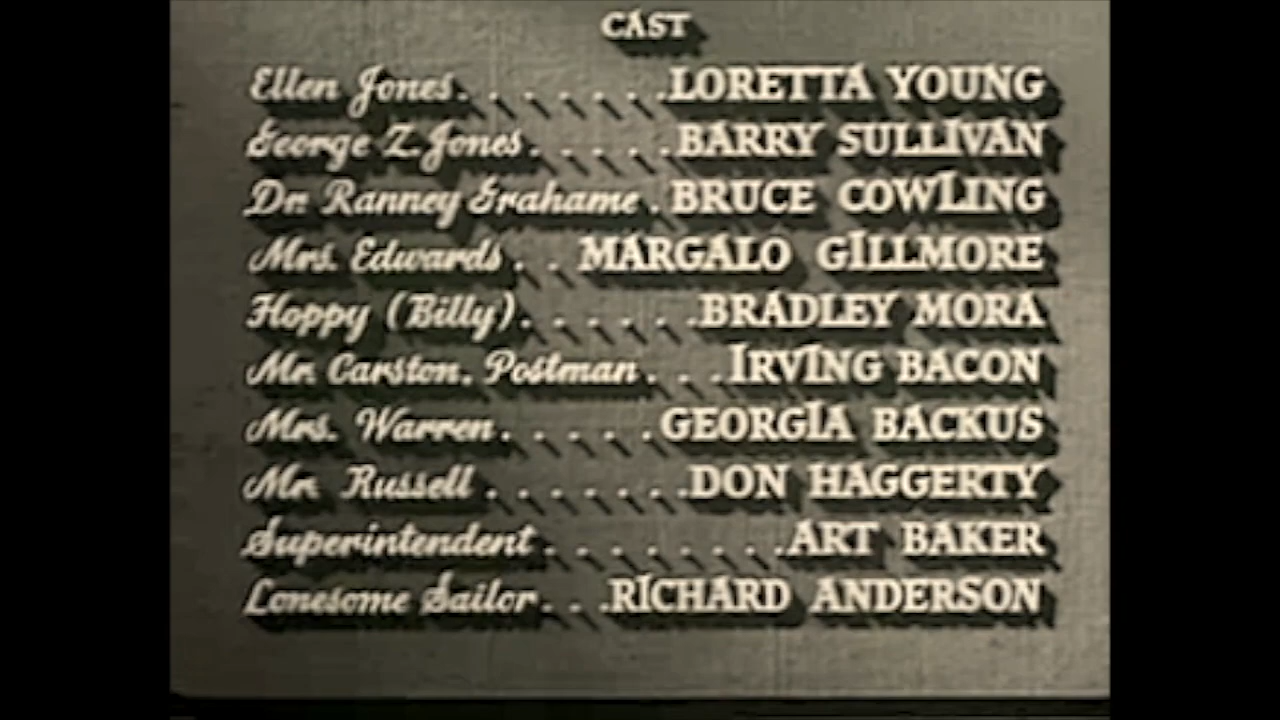 CAST
Ellen Jones. . . . . . . .LORETTA YOUNG
George Z. Jones. . . . . .BARRY SULLIVAN
Dr. Ranney Grahame . BRUCE COWLING
Mrs. Edwards . . MARGALO GILLMORE
Hoppy (Billy). . . . . . .BRADLEY MORA
Mr. Carston, Postman . . .IRVING BACON
Mrs. Warren. . . . . GEORGIA BACKUS
Mr. Russell . . . . . . .DON HAGGERTY
Superintendent . . . . . . . . .ART BAKER
Lonesome Sailor. . .RICHARD ANDERSON